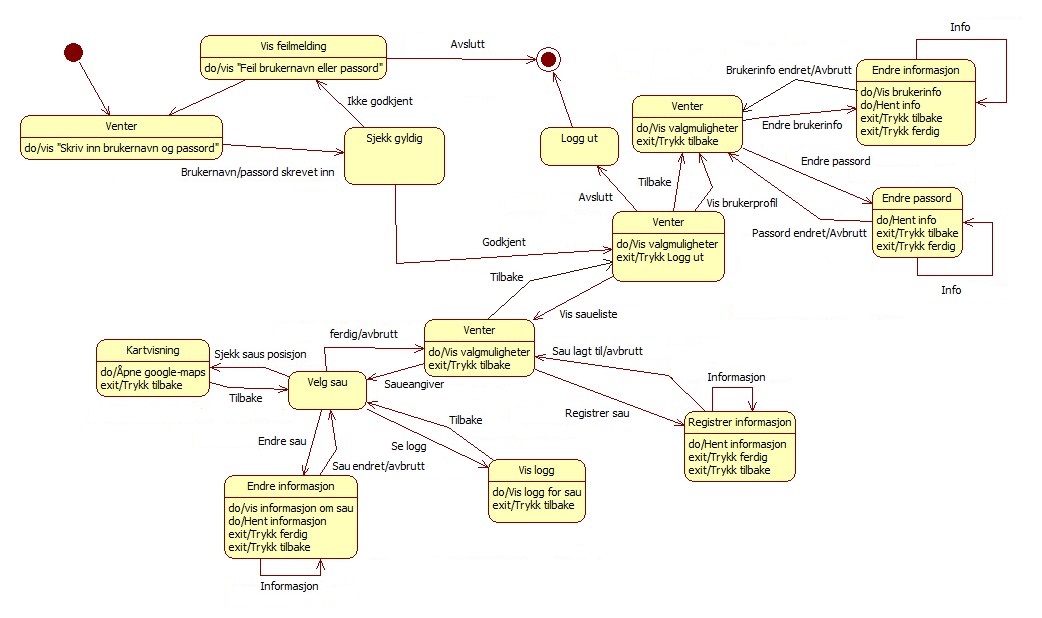 Vis feilmelding
do/vis "Feil brukernavn eller passord"
Avslutt
Info
Venter
do/vis "Skriv inn brukernavn og passord"
Ikke godkjent
Sjekk gyldig
Brukernavn/passord skrevet inn
Logg ut
Brukerinfo endret/Avbrutt
Endre informasjon
do/Vis brukerinfo
do/Hent info
exit/Trykk tilbake
exit/Trykk ferdig
Venter
do/Vis valgmuligheter
exit/Trykk tilbake
Endre brukerinfo
Endre passord
Endre passord
do/Hent info
exit/Trykk tilbake
exit/Trykk ferdig
Passord endret/Avbrutt
Info
Tilbake
Vis brukerprofil
Avslutt
Venter
do/Vis valgmuligheter
exit/Trykk Logg ut
Godkjent
Tilbake
Vis saueliste
Venter
do/Vis valgmuligheter
exit/Trykk tilbake
ferdig/avbrutt
Kartvisning
do/Åpne google-maps
exit/Trykk tilbake
Sjekk saus posisjon
Tilbake
Velg sau
Saueangiver
Sau lagt til/avbrutt
Registrer sau
Informasjon
Registrer informasjon
do/Hent informasjon
exit/Trykk ferdig
exit/Trykk tilbake
Tilbake
Se logg
Endre sau
Sau endret/avbrutt
Vis logg
do/Vis logg for sau
exit/Trykk tilbake
Endre informasjon
do/vis informasjon om sau
do/Hent informasjon
exit/Trykk ferdig
exit/Trykk tilbake
Informasjon